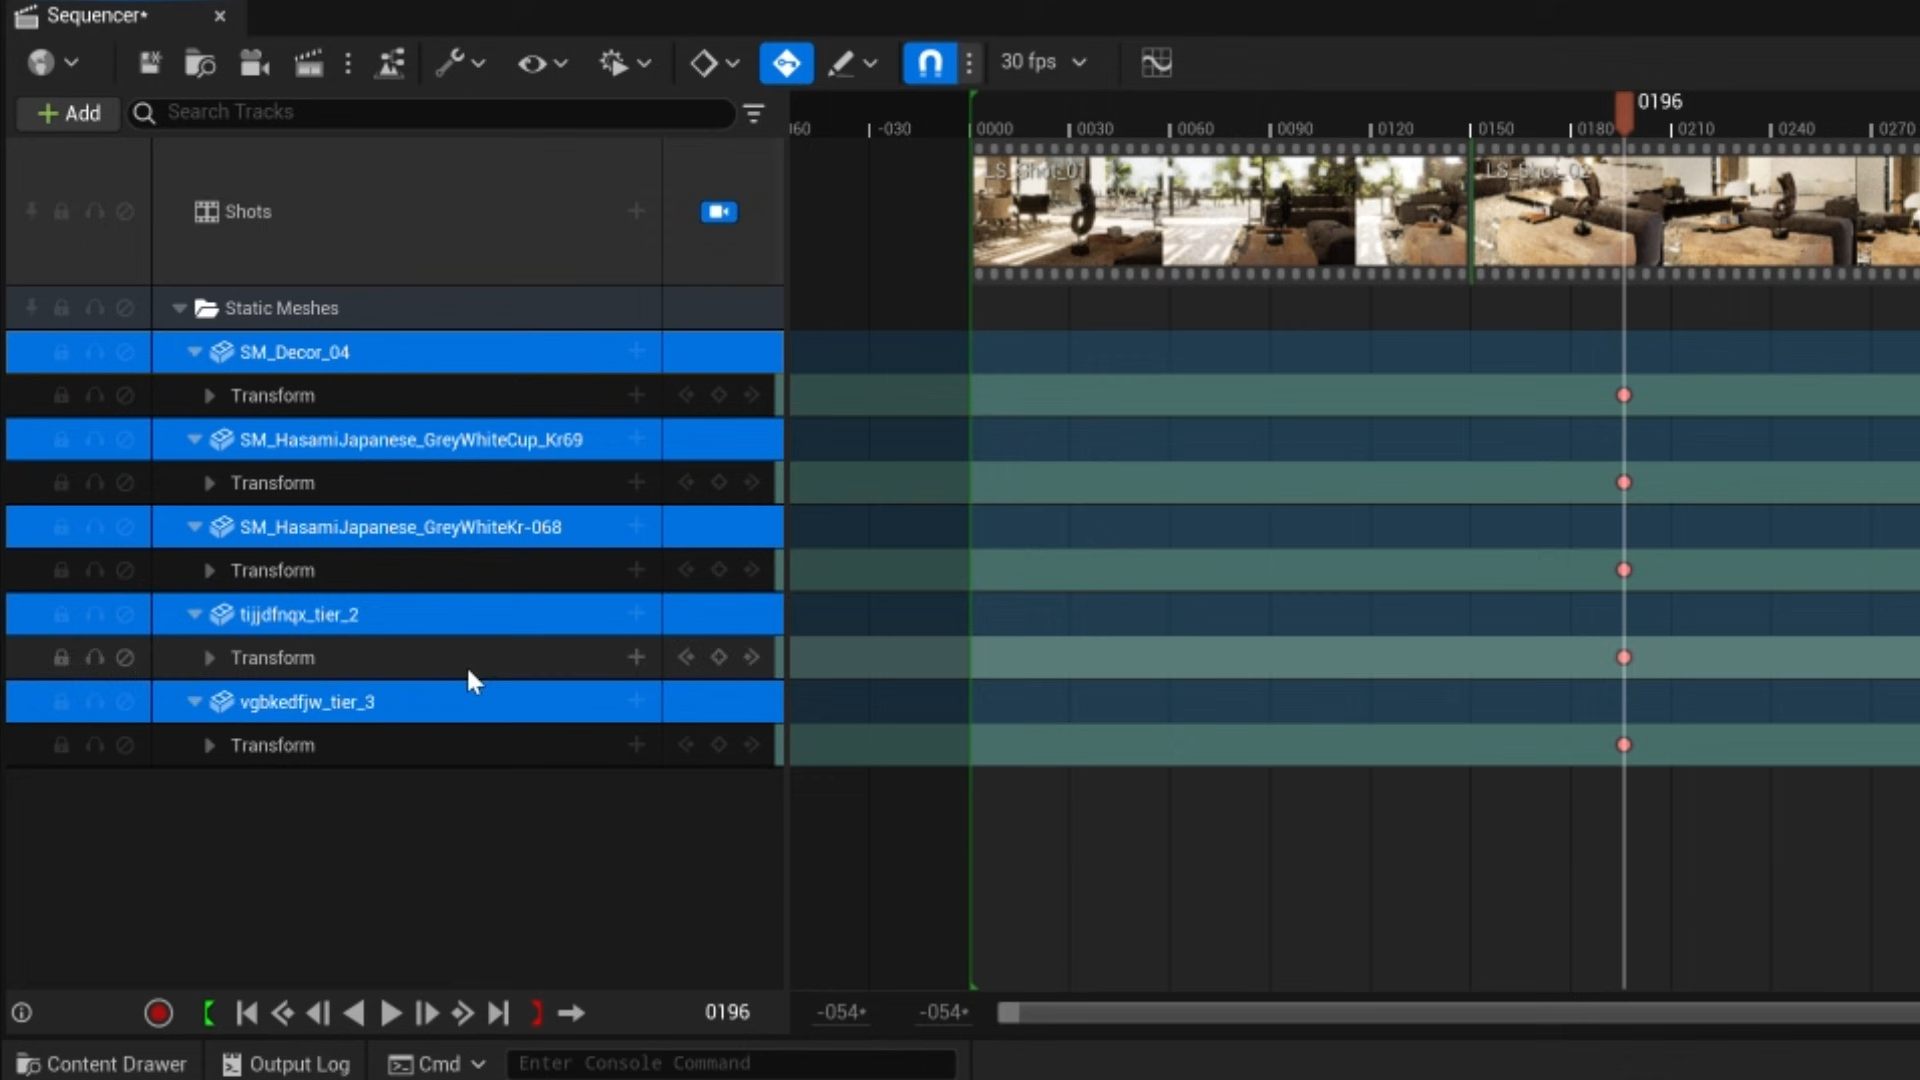 Sequencer*
30 fps
Add
Search Tracks
0196
-030
0000
0030
0060
0090
0120
0150
0180
0210
0240
0270
LS_Shot_01
LS_Shot_02
Shots
Static Meshes
SM_Decor_04
Transform
SM_HasamiJapanese_GreyWhiteCup_Kr69
Transform
SM_HasamiJapanese_GreyWhiteKr-068
Transform
tijjdfnqx_tier_2
Transform
vgbkedfjw_tier_3
Transform
0196
-054+
-054+
Content Drawer
Output Log
Cmd
Enter Console Command